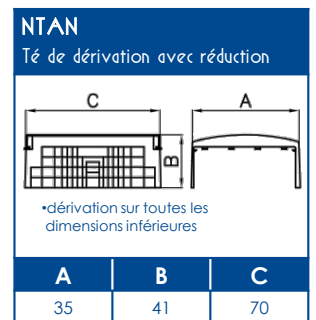 NTAN
Té de dérivation avec réduction
C
A
B
•dérivation sur toutes les
dimensions inférieures
A B C
35 41 70